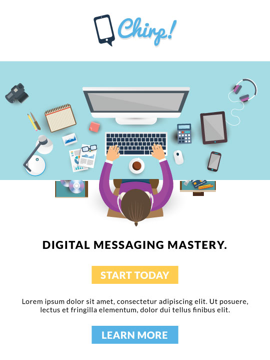 Chirp!
DIGITAL MESSAGING MASTERY.
START TODAY
Lorem ipsum dolor sit amet, consectetur adipiscing elit. Ut posuere,
lectus et fringilla elementum, dolor dui tellus finibus elit.
LEARN MORE